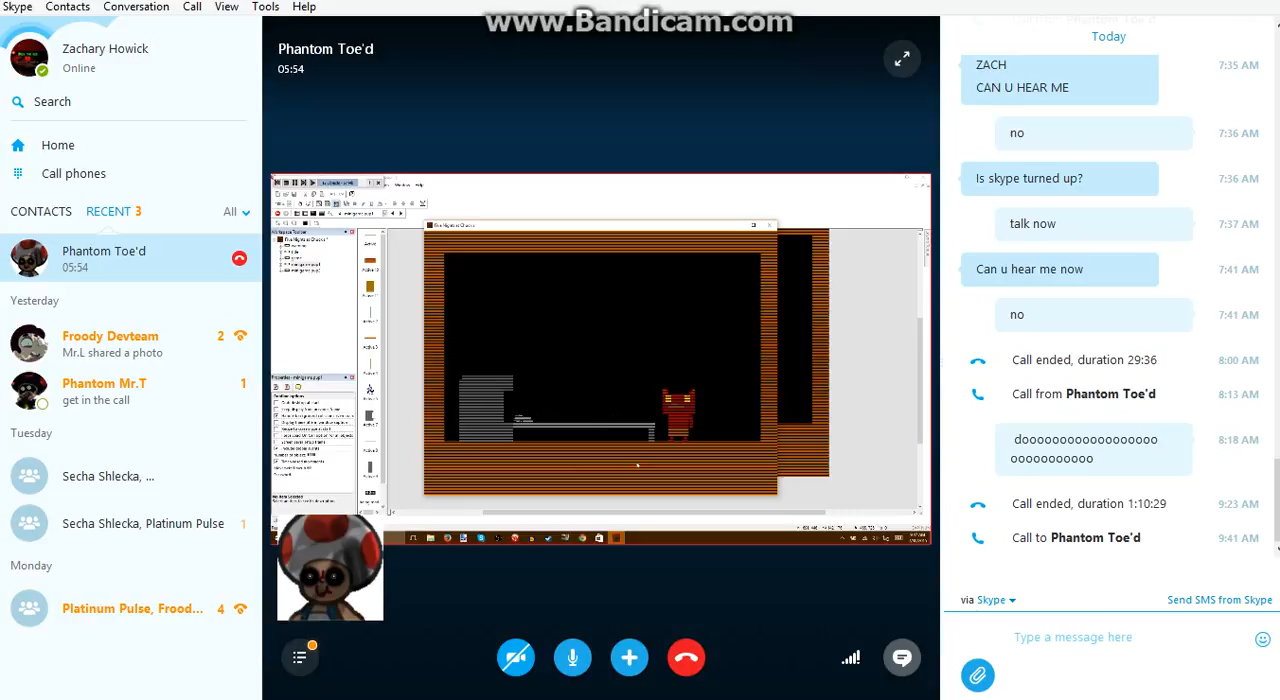 Skype Contacts Conversation Call View Tools Help
www.Bandicam.com
Zachary Howick
Online
Search
Home
Call phones
CONTACTS RECENT 3 All
Phantom Toe'd
05:54
Yesterday
Froody Devteam 2
Mr.L shared a photo
Phantom Mr.T 1
get in the call
Tuesday
Secha Shlecka, ...
Secha Shlecka, Platinum Pulse 1
Monday
Platinum Pulse, Frood... 4
Phantom Toe'd
05:54
Today
ZACH 7:35 AM
CAN U HEAR ME
no 7:36 AM
Is skype turned up? 7:36 AM
talk now 7:37 AM
Can u hear me now 7:41 AM
no 7:41 AM
Call ended, duration 29:36 8:00 AM
Call from Phantom Toe'd 8:13 AM
dooooooooooooooooooo 8:18 AM
ooooooooooo
Call ended, duration 1:10:29 9:23 AM
Call to Phantom Toe'd 9:41 AM
via Skype Send SMS from Skype
Type a message here